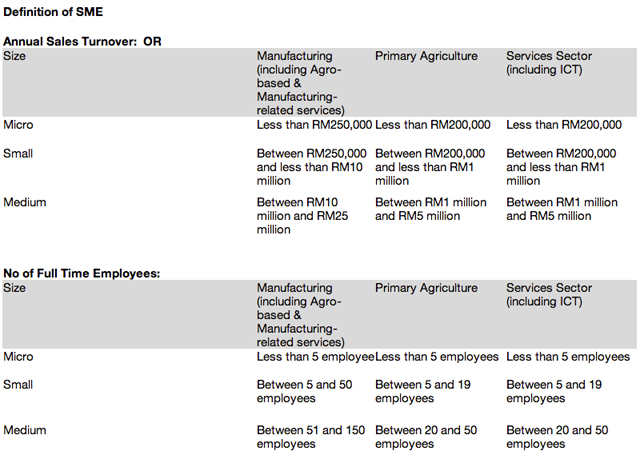 Definition of SME
Annual Sales Turnover: OR
Size Manufacturing Primary Agriculture Services Sector
(including Agro- (including ICT)
based &
Manufacturing-
related services)
Micro Less than RM250,000 Less than RM200,000 Less than RM200,000
Small Between RM250,000 Between RM200,000 Between RM200,000
and less than RM10 and less than RM1 and less than RM1
million million million
Medium Between RM10 Between RM1 million Between RM1 million
million and RM25 and RM5 million and RM5 million
million
No of Full Time Employees:
Size Manufacturing Primary Agriculture Services Sector
(including Agro- (including ICT)
based &
Manufacturing-
related services)
Micro Less than 5 employee Less than 5 employees Less than 5 employees
Small Between 5 and 50 Between 5 and 19 Between 5 and 19
employees employees employees
Medium Between 51 and 150 Between 20 and 50 Between 20 and 50
employees employees employees